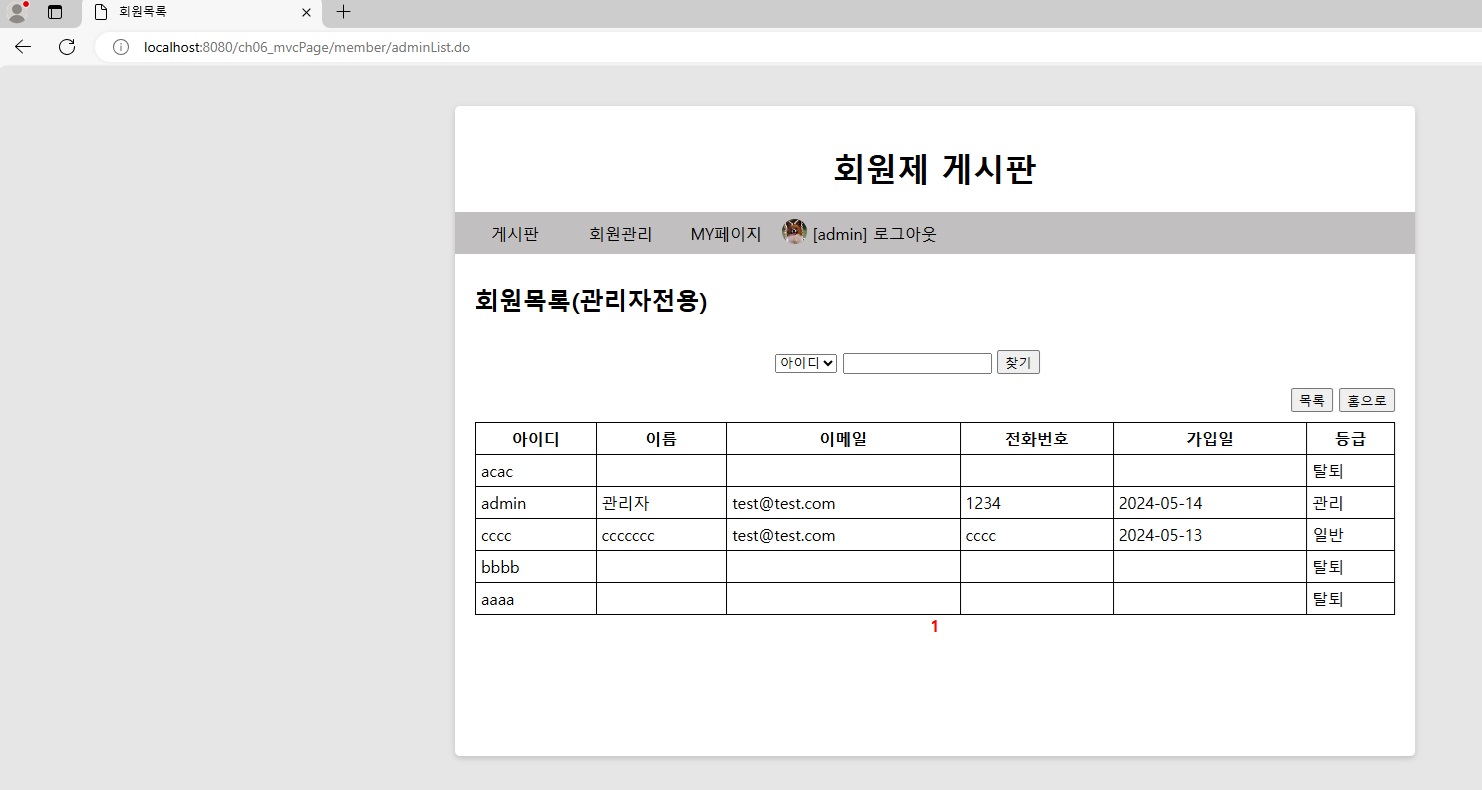 회원목록
localhost:8080/ch06_mvcPage/member/adminList.do
회원제 게시판
게시판 회원관리 MY페이지 [admin] 로그아웃
회원목록(관리자전용)
아이디 찾기
목록 홈으로
아이디 이름 이메일 전화번호 가입일 등급
acac 탈퇴
admin 관리자 test@test.com 1234 2024-05-14 관리
cccc ccccccc test@test.com cccc 2024-05-13 일반
bbbb 탈퇴
aaaa 탈퇴
1